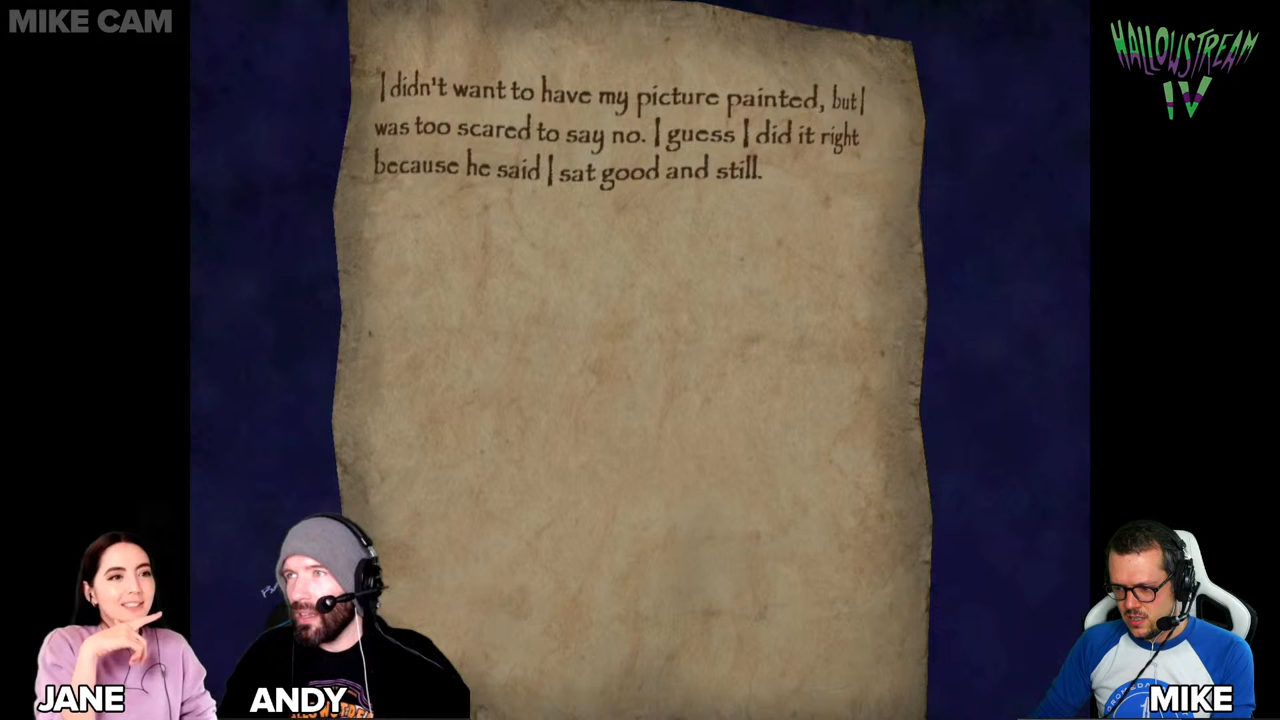 MIKE CAM
HALLOWSTREAM
IV
I didn't want to have my picture painted, but I
was too scared to say no. I guess I did it right
because he said I sat good and still.
JANE
ANDY
MIKE